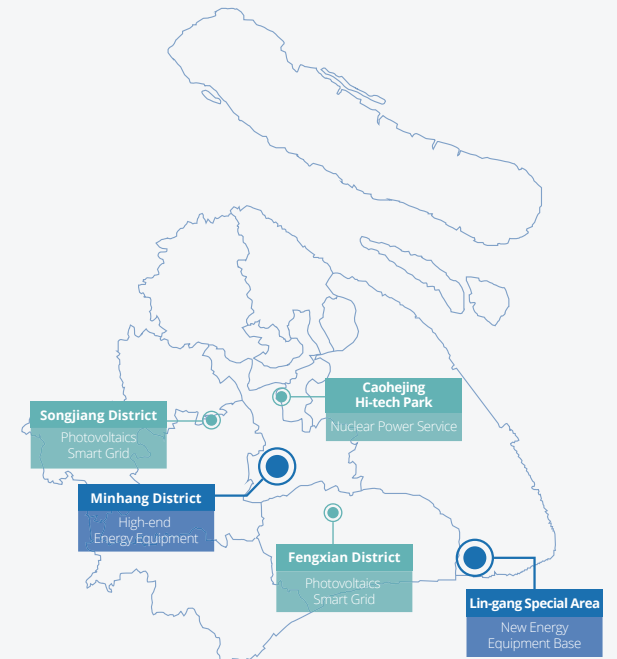 Caohejing
Hi-tech Park
Nuclear Power Service
Songjiang District
Photovoltaics
Smart Grid
Minhang District
High-end
Energy Equipment
Fengxian District
Photovoltaics
Smart Grid
Lin-gang Special Area
New Energy
Equipment Base